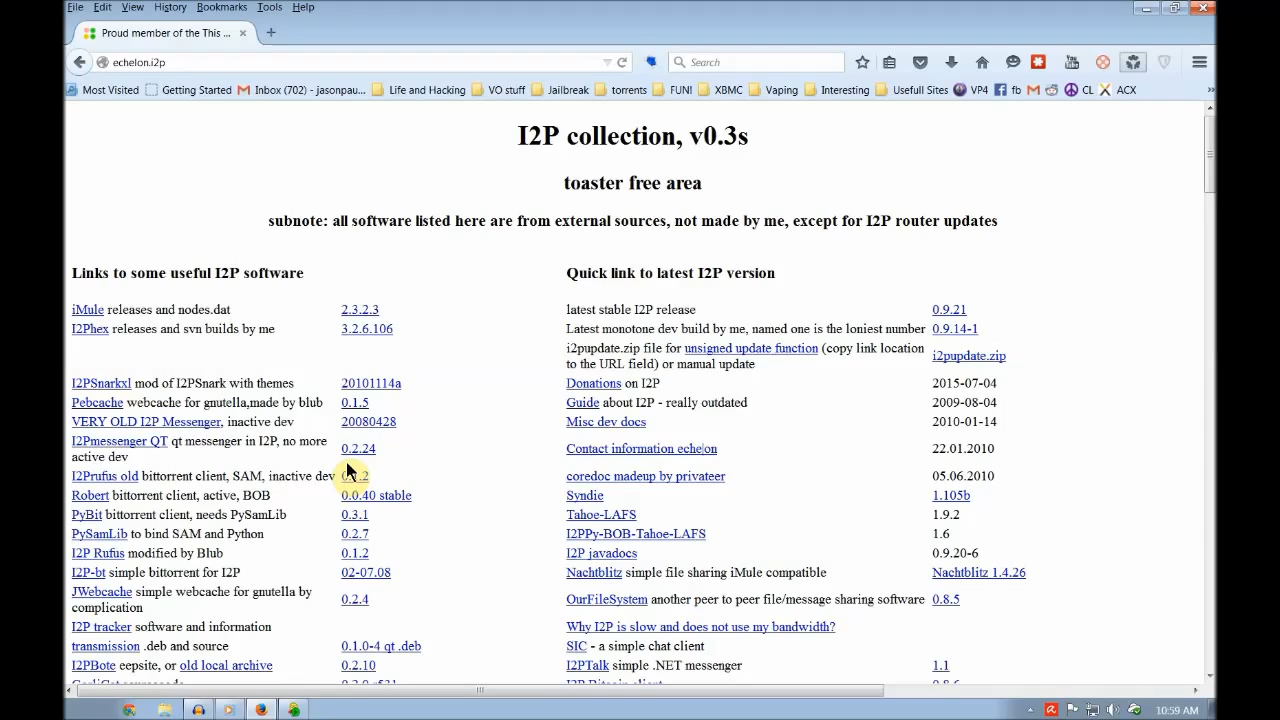 File Edit View History Bookmarks Tools Help
Proud member of the This ...
echelon.i2p
Search
Most Visited Getting Started Inbox (702) - jasonpau... Life and Hacking VO stuff Jailbreak torrents FUNI XBMC Vaping Interesting Usefull Sites VP4 fb CL ACX
I2P collection, v0.3s
toaster free area
subnote: all software listed here are from external sources, not made by me, except for I2P router updates
Links to some useful I2P software
iMule releases and nodes.dat 2.3.2.3
I2Phex releases and svn builds by me 3.2.6.106
I2PSnarkxl mod of I2PSnark with themes 20101114a
Pebcache webcache for gnutella,made by blub 0.1.5
VERY OLD I2P Messenger, inactive dev 20080428
I2Pmessenger QT qt messenger in I2P, no more
active dev 0.2.24
I2Prufus old bittorrent client, SAM, inactive dev
Robert bittorrent client, active, BOB 0.0.40 stable
PyBit bittorrent client, needs PySamLib 0.3.1
PySamLib to bind SAM and Python 0.2.7
I2P Rufus modified by Blub 0.1.2
I2P-bt simple bittorrent for I2P 02-07.08
JWebcache simple webcache for gnutella by
complication 0.2.4
I2P tracker software and information
transmission .deb and source 0.1.0-4 qt .deb
I2PBote eepsite, or old local archive 0.2.10
Quick link to latest I2P version
latest stable I2P release 0.9.21
Latest monotone dev build by me, named one is the loniest number 0.9.14-1
i2pupdate.zip file for unsigned update function (copy link location
to the URL field) or manual update i2pupdate.zip
Donations on I2P 2015-07-04
Guide about I2P - really outdated 2009-08-04
Misc dev docs 2010-01-14
Contact information echelon 22.01.2010
coredoc madeup by privateer 05.06.2010
Syndie 1.105b
Tahoe-LAFS 1.9.2
I2PPy-BOB-Tahoe-LAFS 1.6
I2P javadocs 0.9.20-6
Nachtblitz simple file sharing iMule compatible Nachtblitz 1.4.26
OurFileSystem another peer to peer file/message sharing software 0.8.5
Why I2P is slow and does not use my bandwidth?
SIC - a simple chat client
I2PTalk simple .NET messenger 1.1
10:59 AM